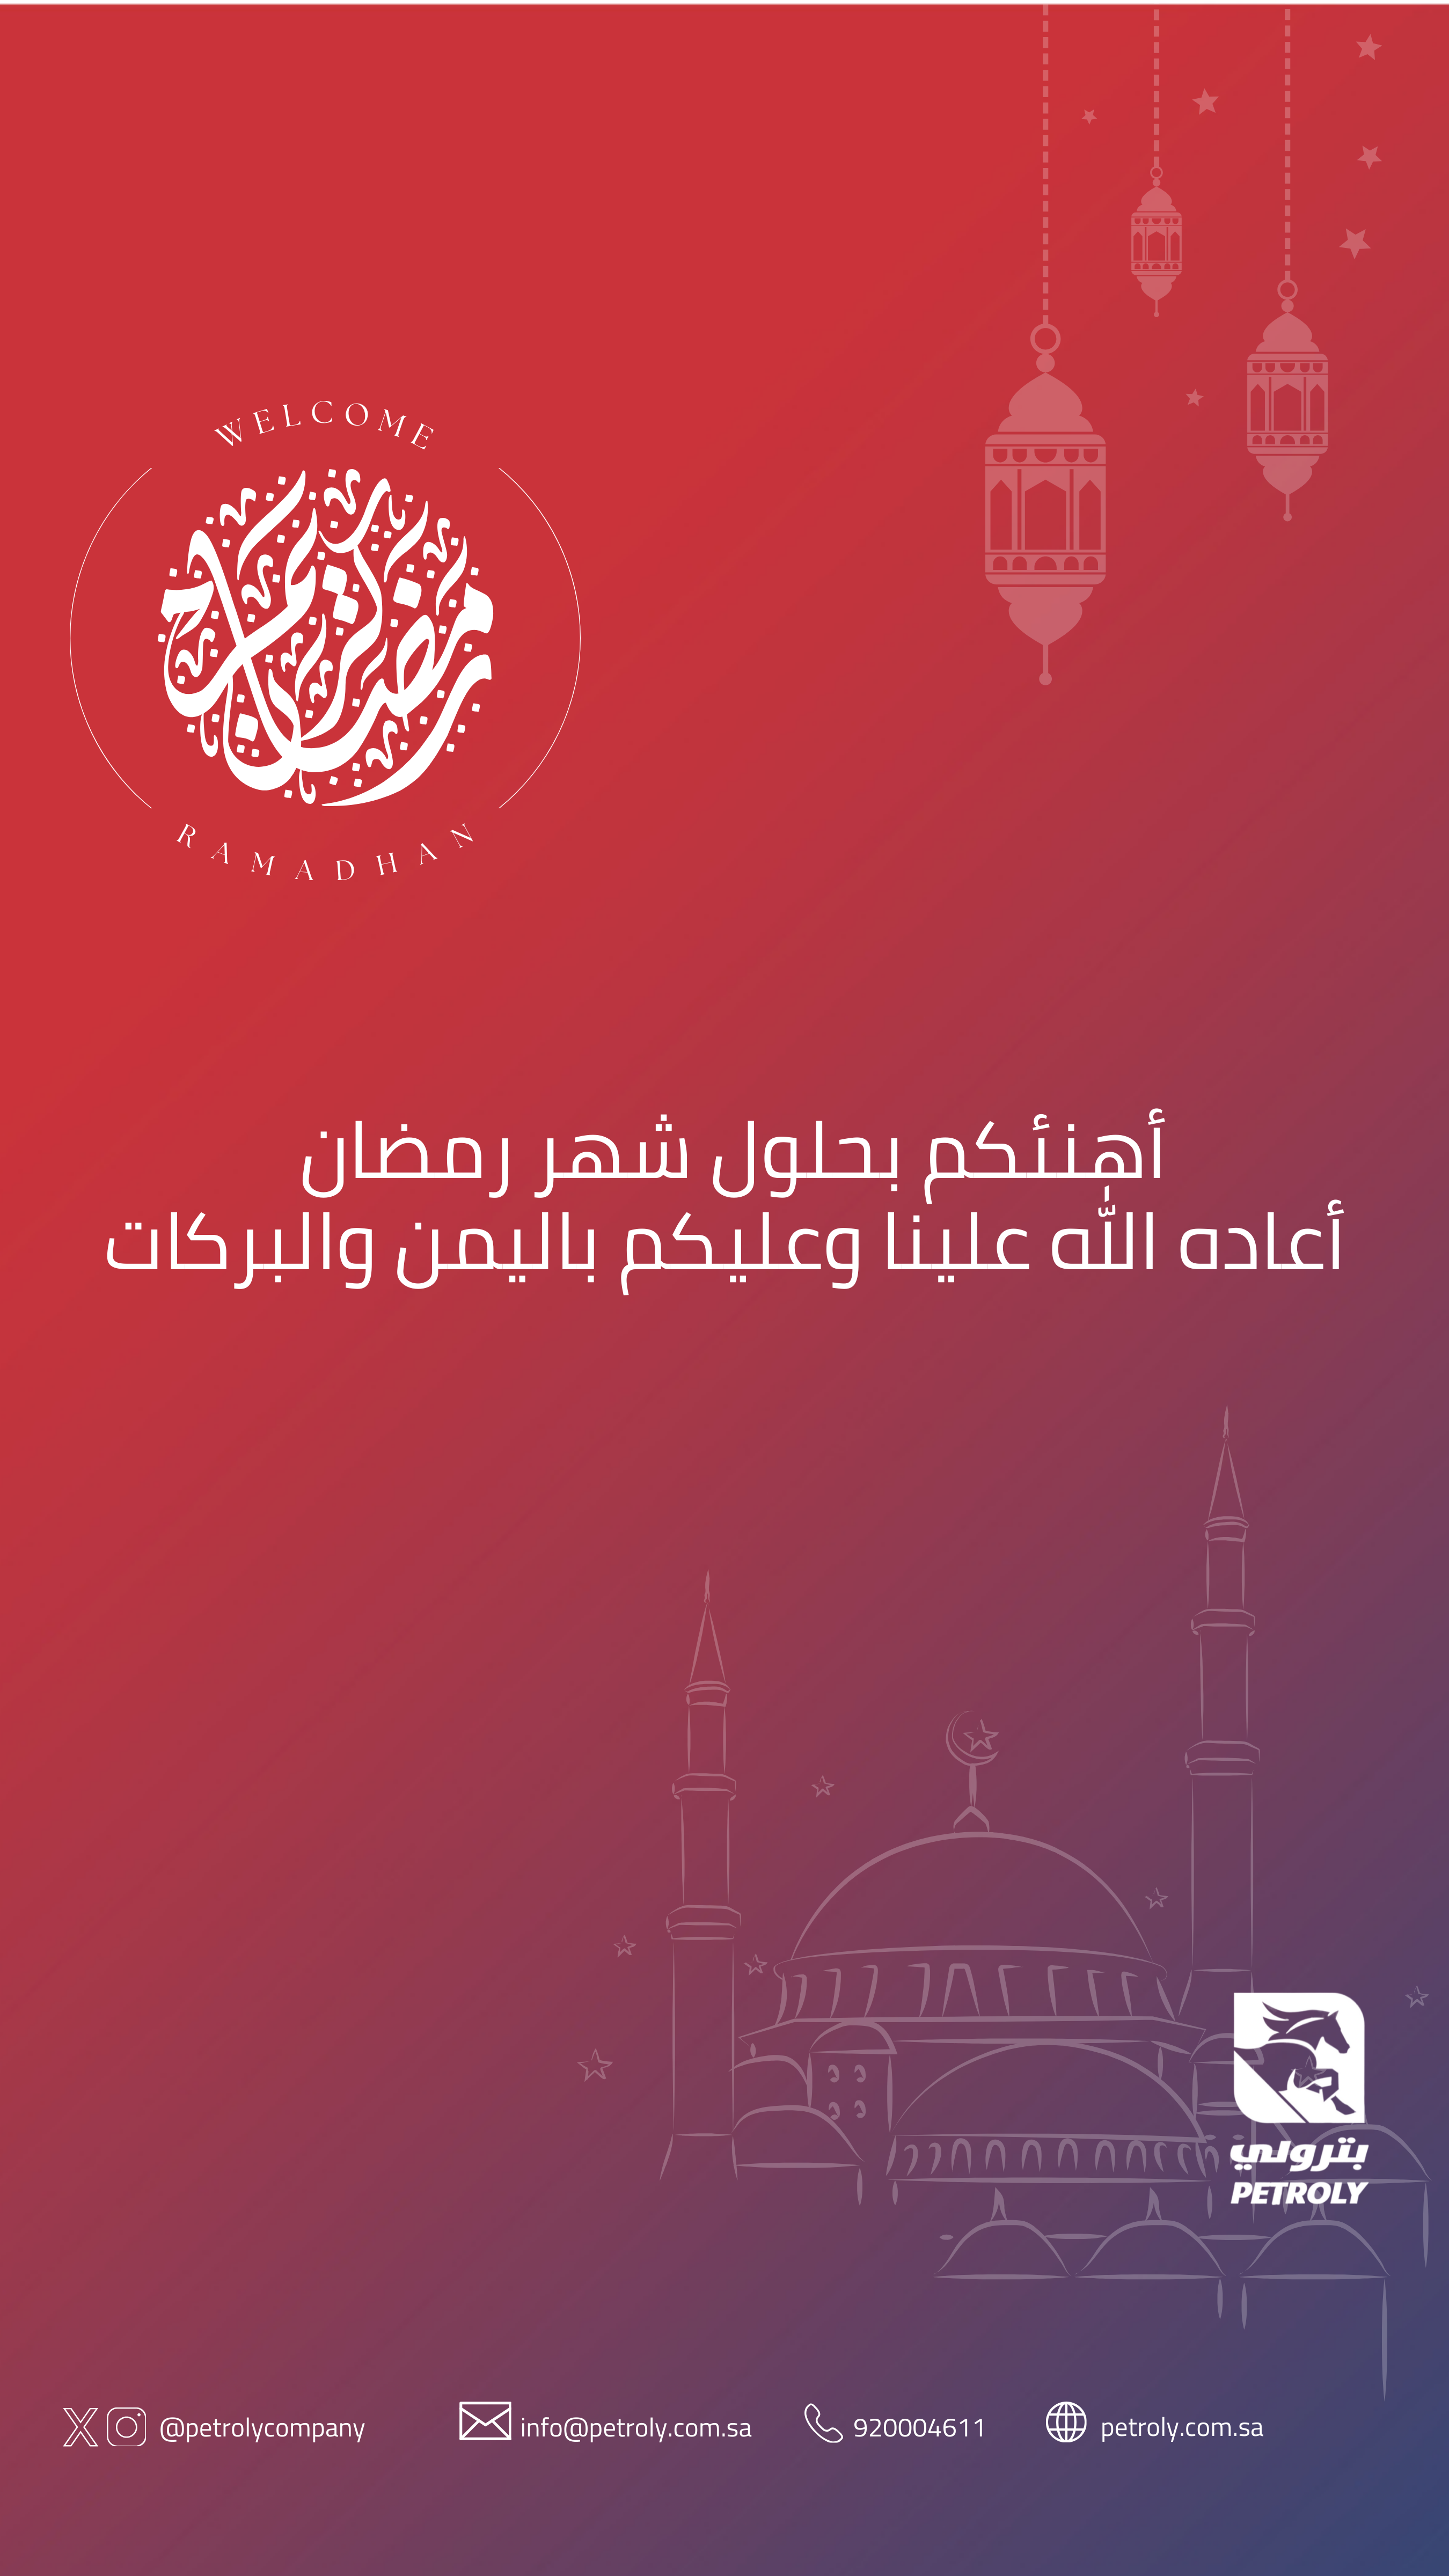 WELCOME
رمضان كريم
RAMADHAN
أهنئكم بحلول شهر رمضان
أعاده الله علينا وعليكم باليمن والبركات
بترولي
PETROLY
@petrolycompany
info@petroly.com.sa
920004611
petroly.com.sa